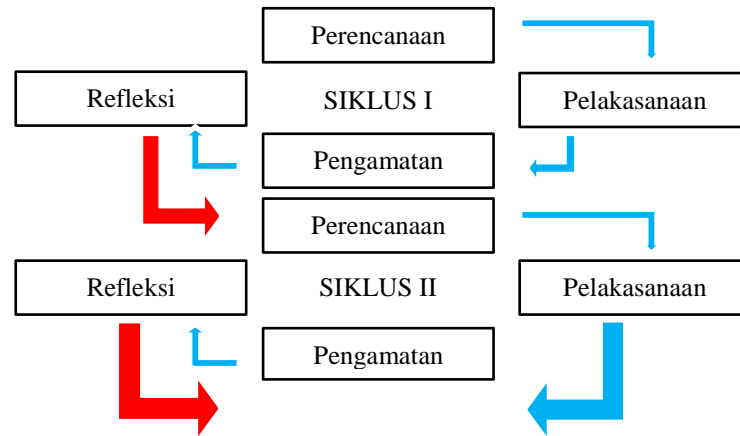 Perencanaan
Refleksi
SIKLUS I
Pelakasanaan
Pengamatan
Perencanaan
Refleksi
SIKLUS II
Pelakasanaan
Pengamatan